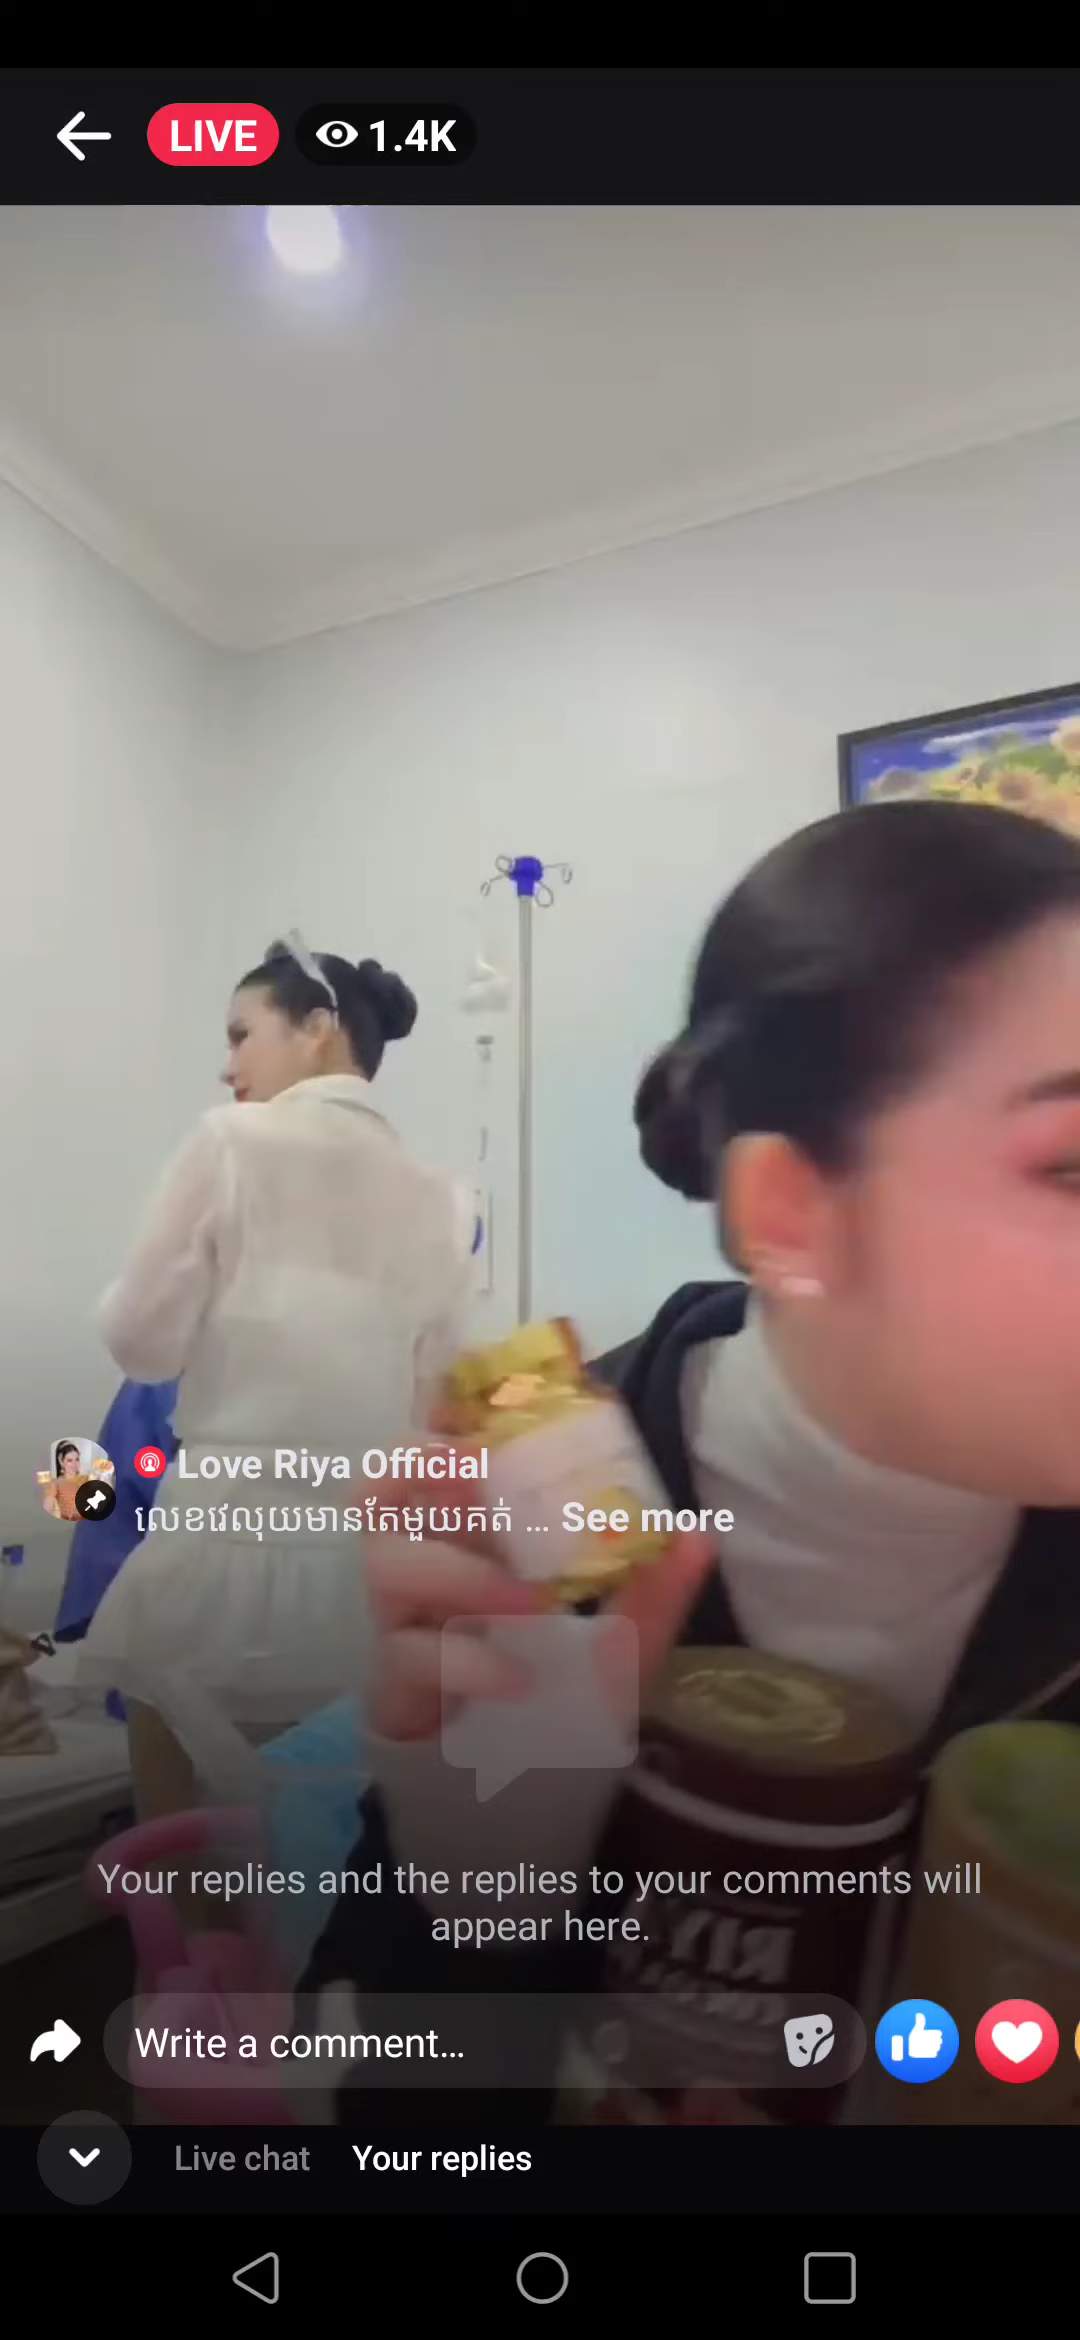 LIVE 1.4K
Love Riya Official
លេខវេលុយមានតែមួយគត់ ... See more
Your replies and the replies to your comments will
appear here.
RIY
Write a comment...
Live chat Your replies